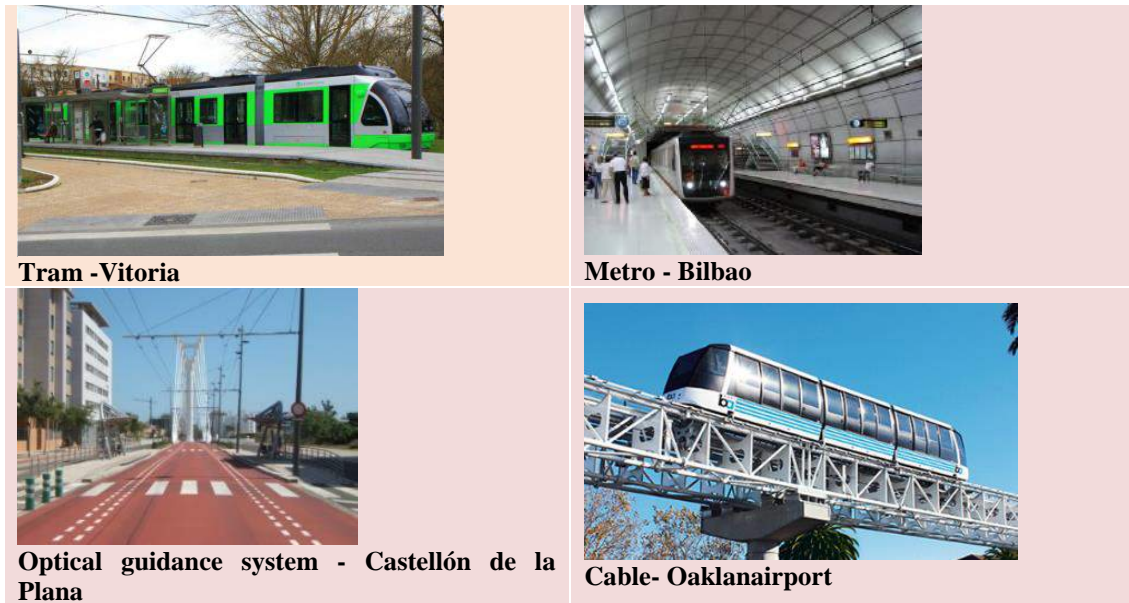 Tram -Vitoria
Metro - Bilbao
Optical guidance system - Castellón de la
Plana
Cable- Oaklanairport